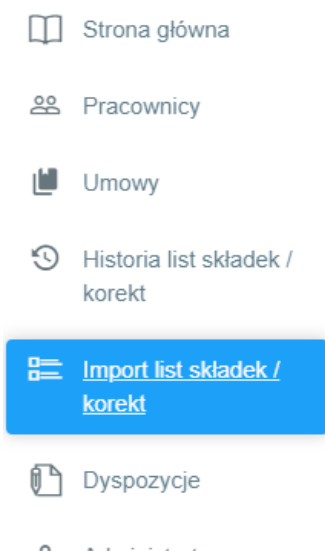 Strona główna
Pracownicy
Umowy
Historia list składek /
korekt
Import list składek /
korekt
Dyspozycje